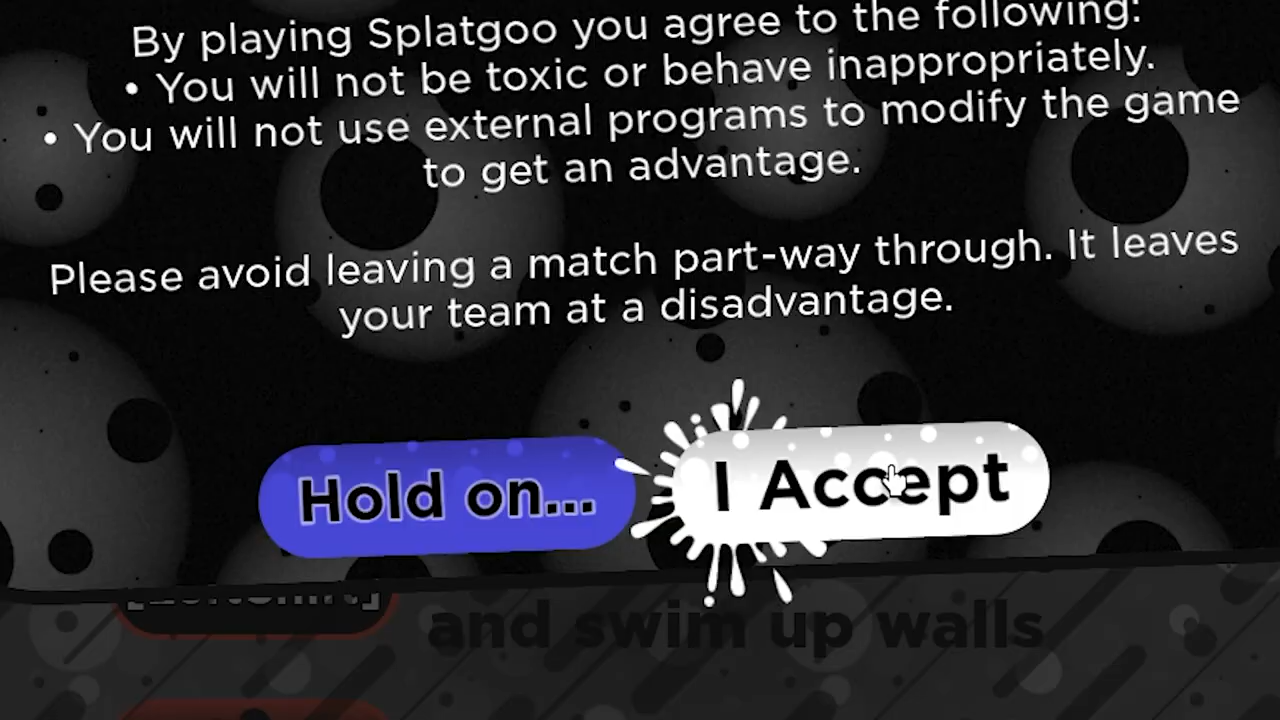 By playing Splatgoo you agree to the following:
• You will not be toxic or behave inappropriately.
• You will not use external programs to modify the game
to get an advantage.
Please avoid leaving a match part-way through. It leaves
your team at a disadvantage.
Hold on...
I Accept
and swim up walls